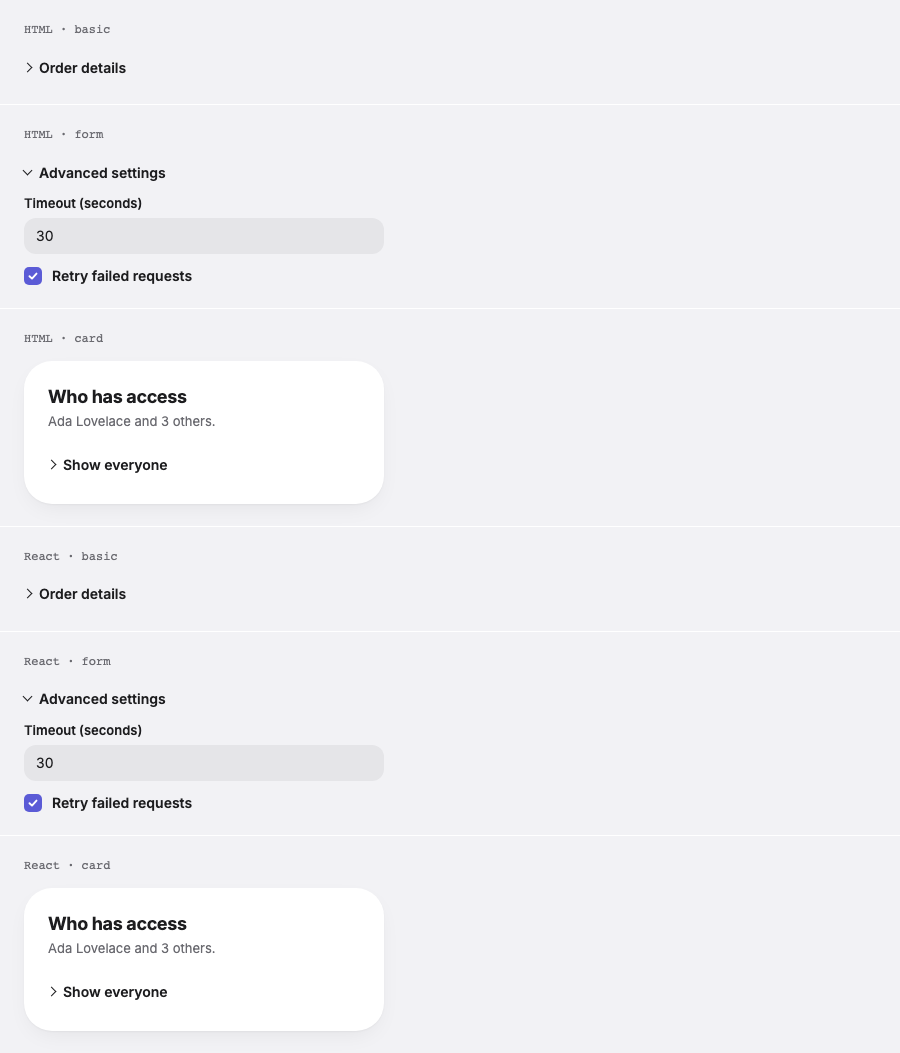 HTML · basic
Order details
HTML · form
Advanced settings
Timeout (seconds)
30
Retry failed requests
HTML · card
Who has access
Ada Lovelace and 3 others.
Show everyone
React · basic
Order details
React · form
Advanced settings
Timeout (seconds)
30
Retry failed requests
React · card
Who has access
Ada Lovelace and 3 others.
Show everyone